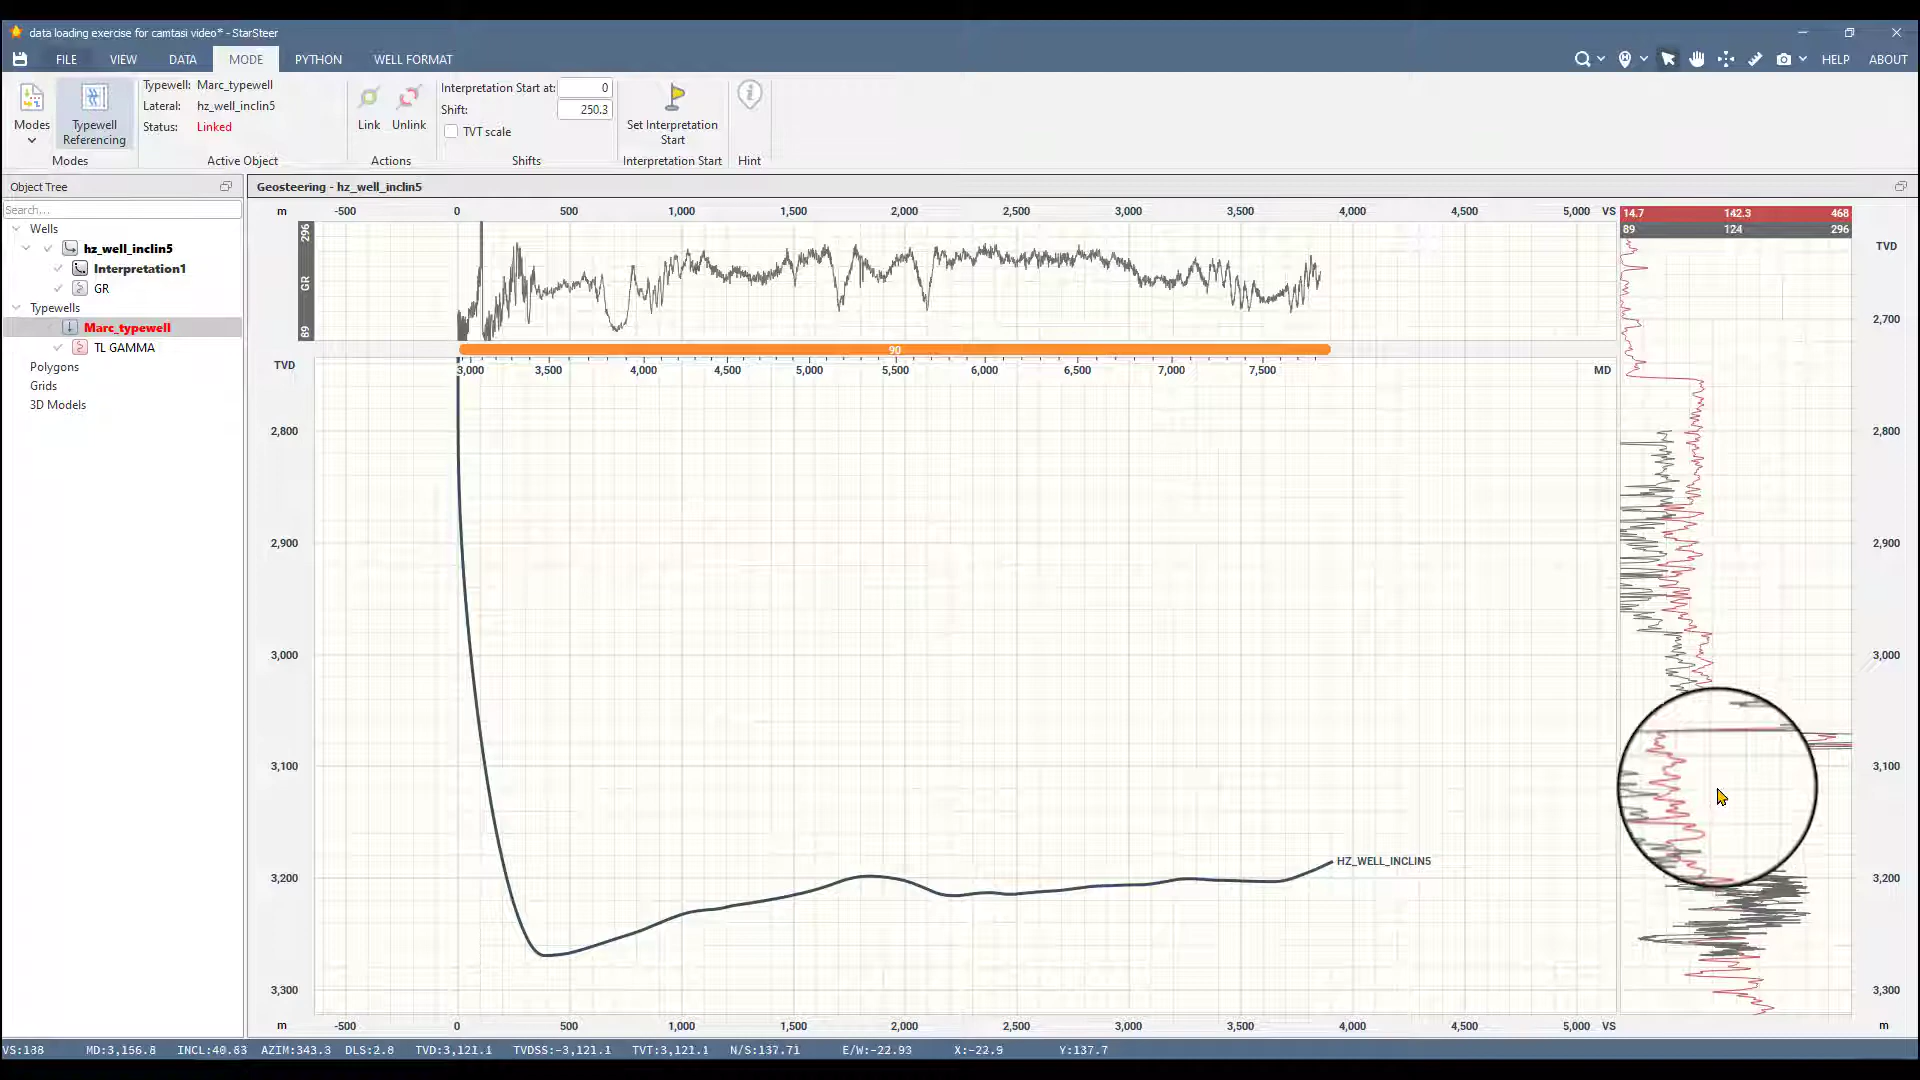 data loading exercise for camtasi video* - StarSteer
FILE VIEW DATA MODE PYTHON WELL FORMAT HELP ABOUT
Modes
Typewell Referencing
Modes
Typewell: Marc_typewell
Lateral: hz_well_inclin5
Status: Linked
Active Object
Link Unlink
Actions
Interpretation Start at: 0
Shift: 250.3
TVT scale
Shifts
Set Interpretation Start
Interpretation Start
Hint
Object Tree
Search...
Wells
hz_well_inclin5
Interpretation1
GR
Typewells
Marc_typewell
TL GAMMA
Polygons
Grids
3D Models
Geosteering - hz_well_inclin5
m -500 0 500 1,000 1,500 2,000 2,500 3,000 3,500 4,000 4,500 5,000 VS
14.7 142.3 468
89 124 296
296
GR
89
90
TVD 3,000 3,500 4,000 4,500 5,000 5,500 6,000 6,500 7,000 7,500 MD
2,800
2,900
3,000
3,100
3,200
3,300
HZ_WELL_INCLIN5
TVD
2,700
2,800
2,900
3,000
3,100
3,200
3,300
m -500 0 500 1,000 1,500 2,000 2,500 3,000 3,500 4,000 4,500 5,000 VS m
VS:138 MD:3,156.8 INCL:40.63 AZIM:343.3 DLS:2.8 TVD:3,121.1 TVDSS:-3,121.1 TVT:3,121.1 N/S:137.71 E/W:-22.93 X:-22.9 Y:137.7